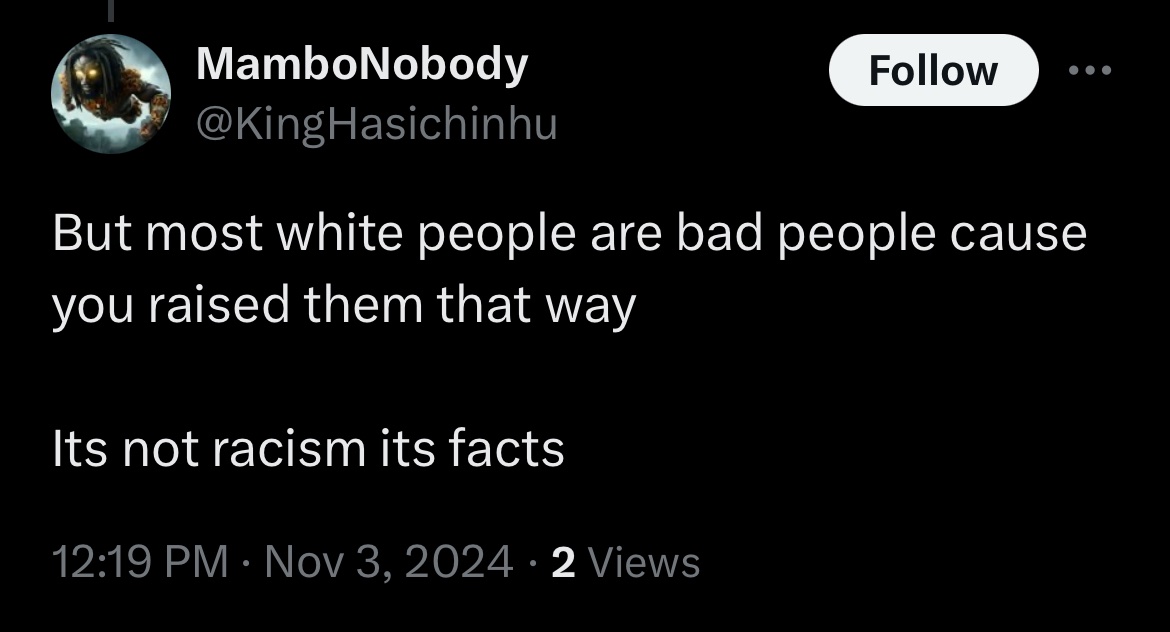 MamboNobody
Follow
@KingHasichinhu
But most white people are bad people cause
you raised them that way
Its not racism its facts
12:19 PM · Nov 3, 2024 · 2 Views